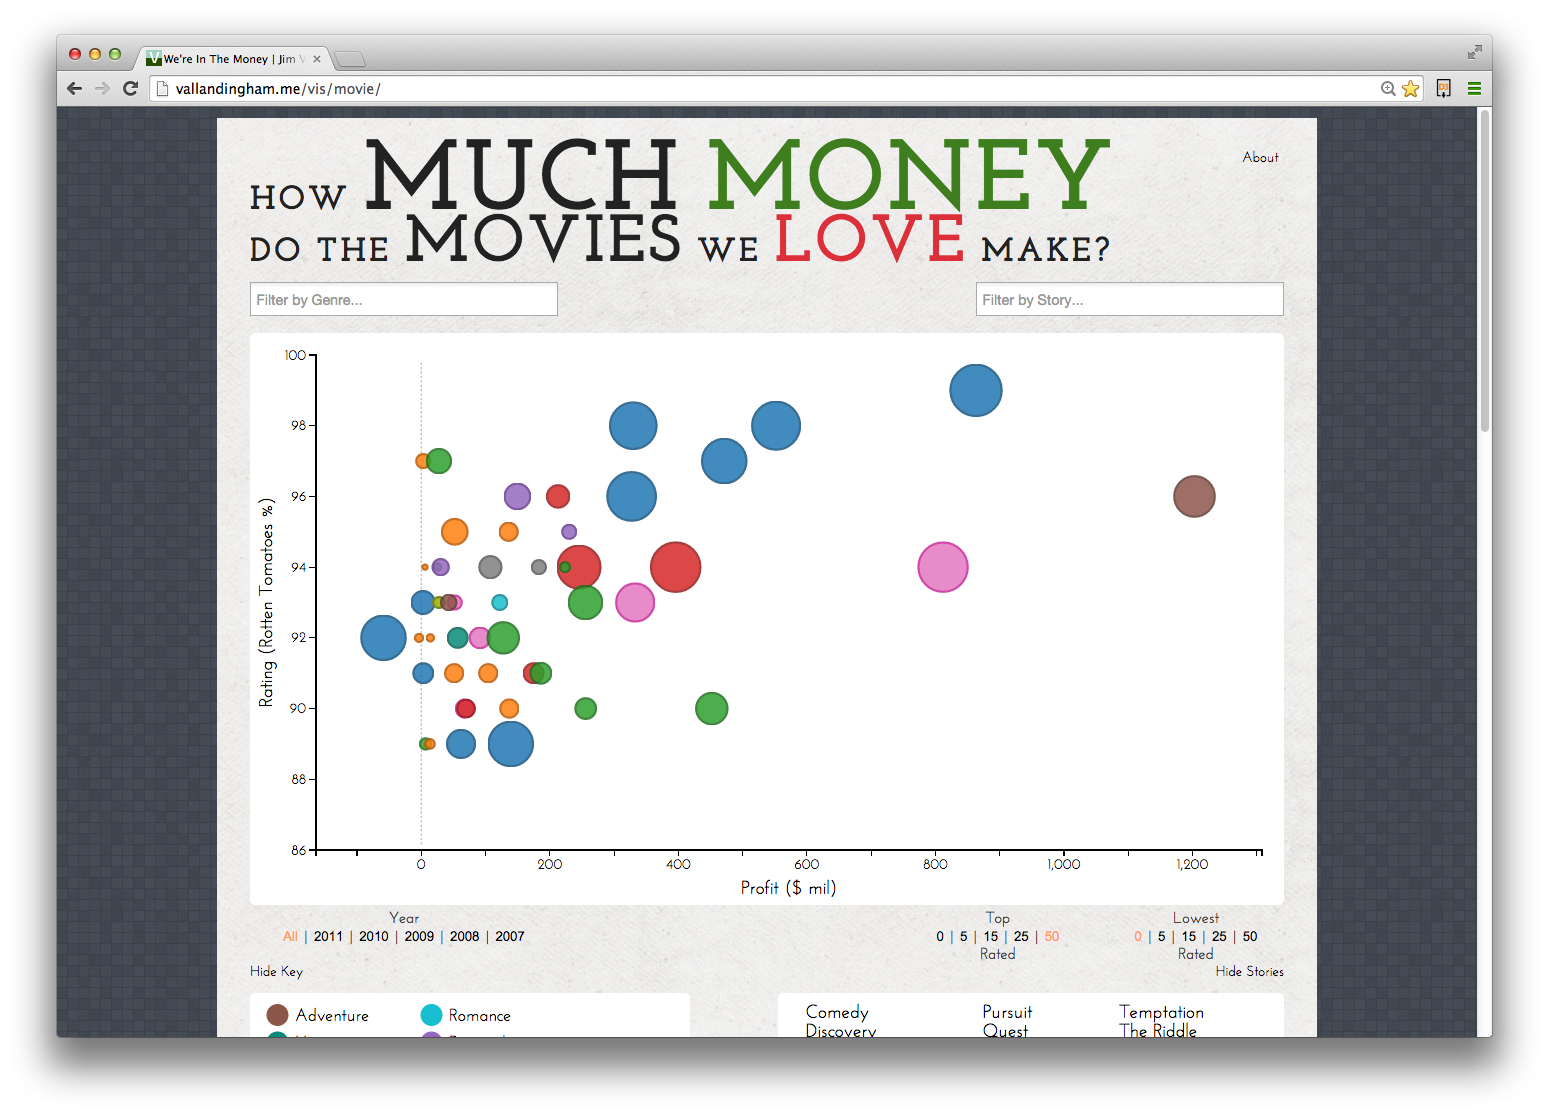 We're In The Money | Jim V
vallandingham.me/vis/movie/
About
HOW MUCH MONEY
DO THE MOVIES WE LOVE MAKE?
Filter by Genre...
Filter by Story...
100
98
96
94
92
90
88
86
Rating (Rotten Tomatoes %)
0 200 400 600 800 1,000 1,200
Profit ($ mil)
Year
All | 2011 | 2010 | 2009 | 2008 | 2007
Top
0 | 5 | 15 | 25 | 50
Rated
Lowest
0 | 5 | 15 | 25 | 50
Rated
Hide Key
Hide Stories
Adventure
Romance
Comedy
Pursuit
Temptation
Discovery
Quest
The Riddle